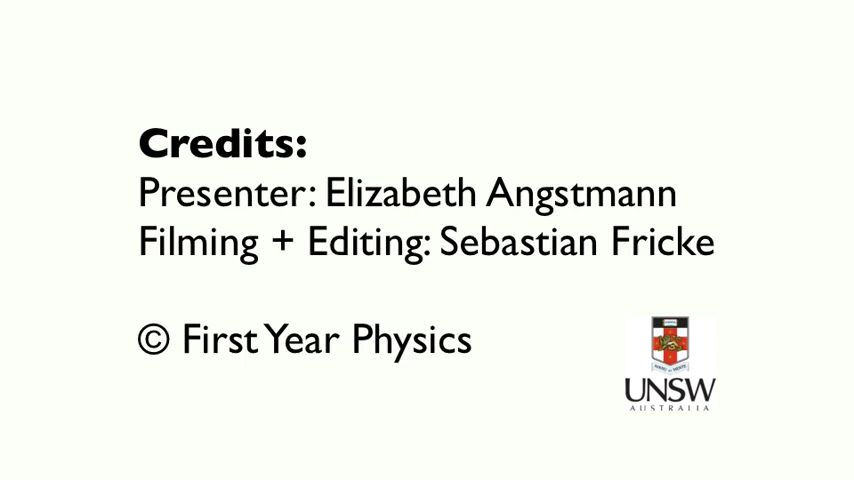 Credits:
Presenter: Elizabeth Angstmann
Filming + Editing: Sebastian Fricke
© First Year Physics
UNSW
AUSTRALIA